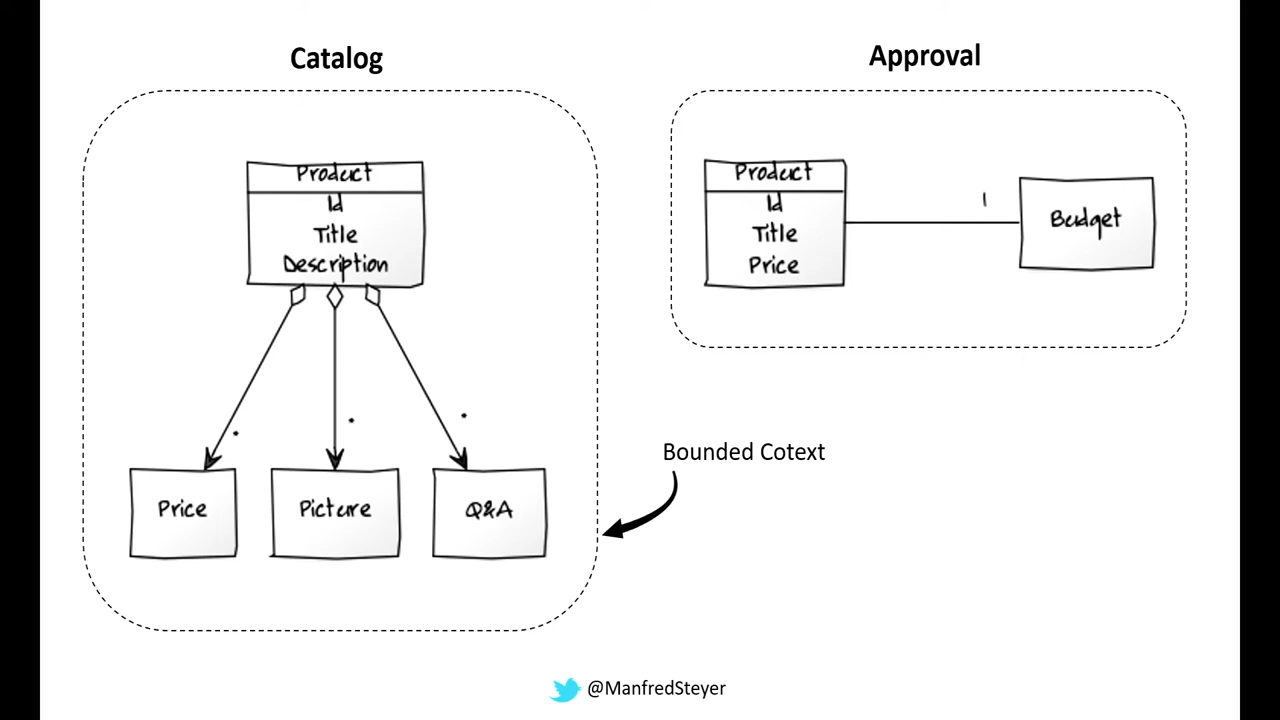 Catalog
Product
Id
Title
Description
Price
Picture
Q&A
Approval
Product
Id
Title
Price
1
Budget
Bounded Cotext
@ManfredSteyer